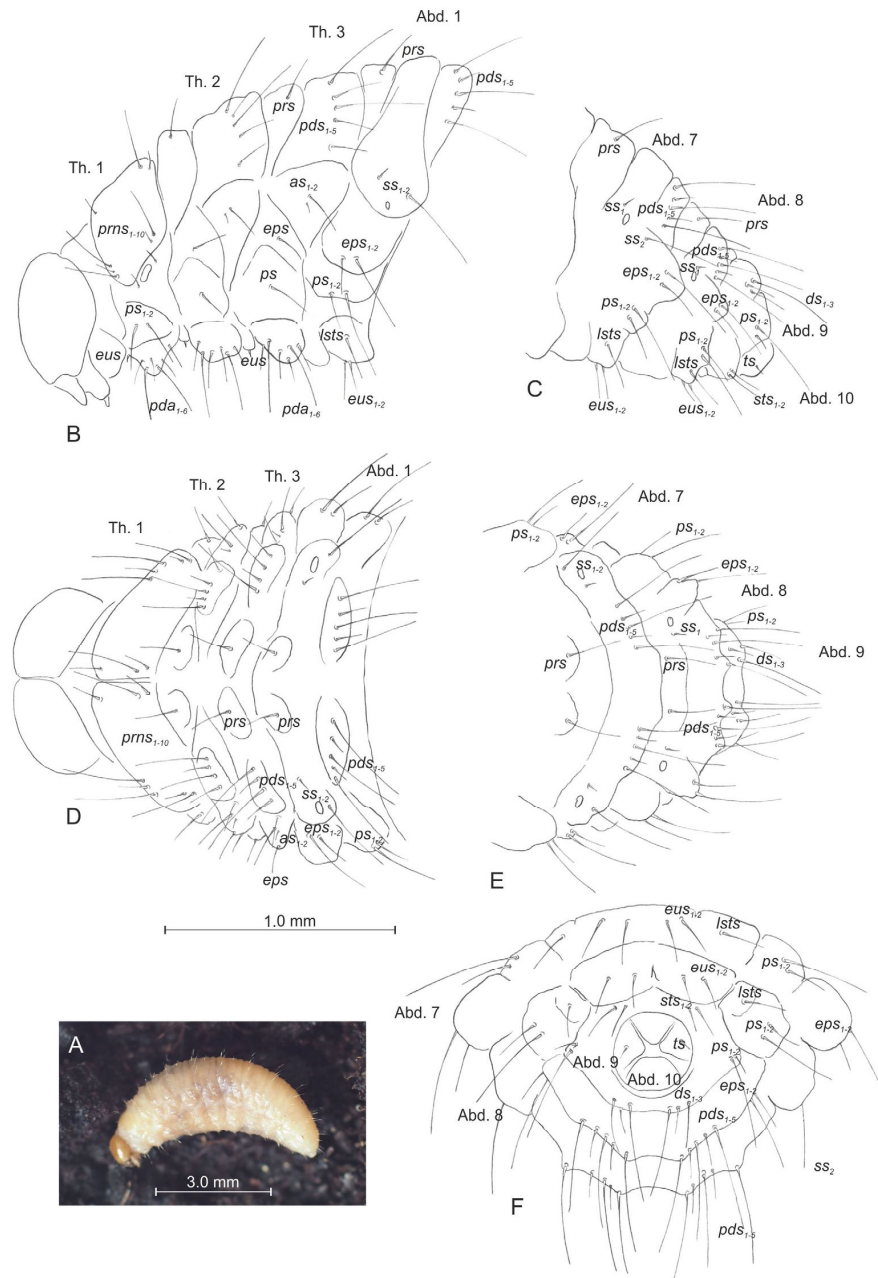 Abd. 1
Th. 3
prs
Th. 2
prs
pds₁₋₅
pds₁₋₅
Th. 1
as₁₋₂
ss₁₋₂
prns₁₋₁₀
eps
eps₁₋₂
ps
ps₁₋₂
ps₁₋₂
lsts
eus
eus
pda₁₋₆
pda₁₋₆
eus₁₋₂
B
prs
Abd. 7
ss₁
pds₁₋₅
Abd. 8
prs
ss₂
pds₁₋₅
ss₁
eps₁₋₂
eps₁₋₂
ds₁₋₃
ps₁₋₂
ps₁₋₂
Abd. 9
lsts
ps₁₋₂
lsts
ts
C
sts₁₋₂
Abd. 10
eus₁₋₂
eus₁₋₂
Abd. 1
Th. 3
Th. 2
Th. 1
prns₁₋₁₀
prs
prs
pds₁₋₅
pds₁₋₅
ss₁₋₂
as₁₋₂
eps₁₋₂
ps₁₋₂
eps
D
eps₁₋₂
Abd. 7
ps₁₋₂
ps₁₋₂
ss₁₋₂
eps₁₋₂
Abd. 8
pds₁₋₅
ss₁
ps₁₋₂
prs
prs
ds₁₋₃
Abd. 9
pds₁₋₅
E
1.0 mm
eus₁₋₂
lsts
ps₁₋₂
eus₁₋₂
lsts
Abd. 7
sts₁₋₂
ps₁₋₂
eps₁₋₂
ts
ps₁₋₂
Abd. 9
Abd. 10
ds₁₋₃
eps₁₋₂
Abd. 8
pds₁₋₅
ss₂
F
pds₁₋₅
A
3.0 mm